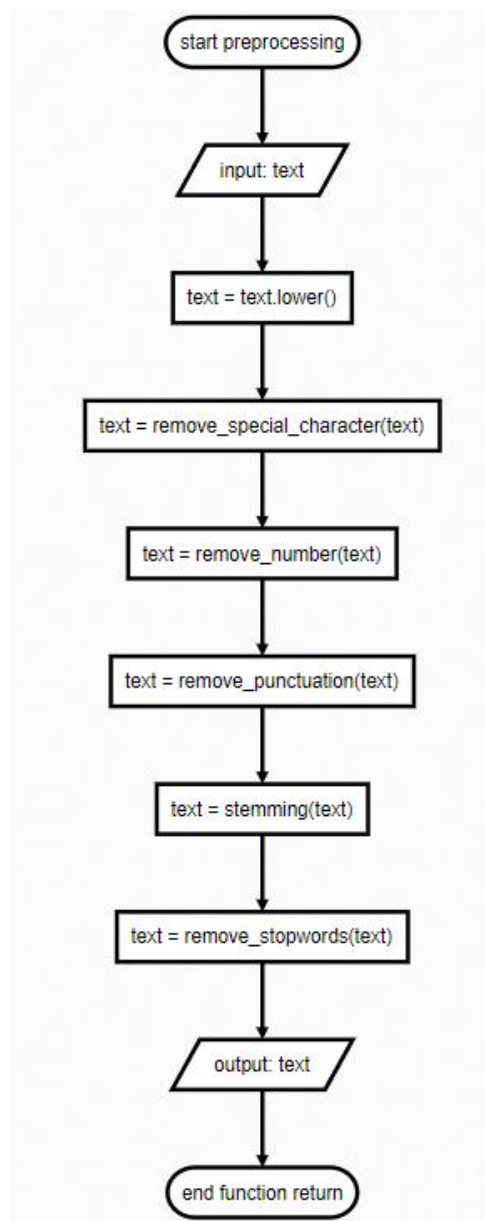 start preprocessing
input: text
text = text.lower()
text = remove_special_character(text)
text = remove_number(text)
text = remove_punctuation(text)
text = stemming(text)
text = remove_stopwords(text)
output: text
end function return